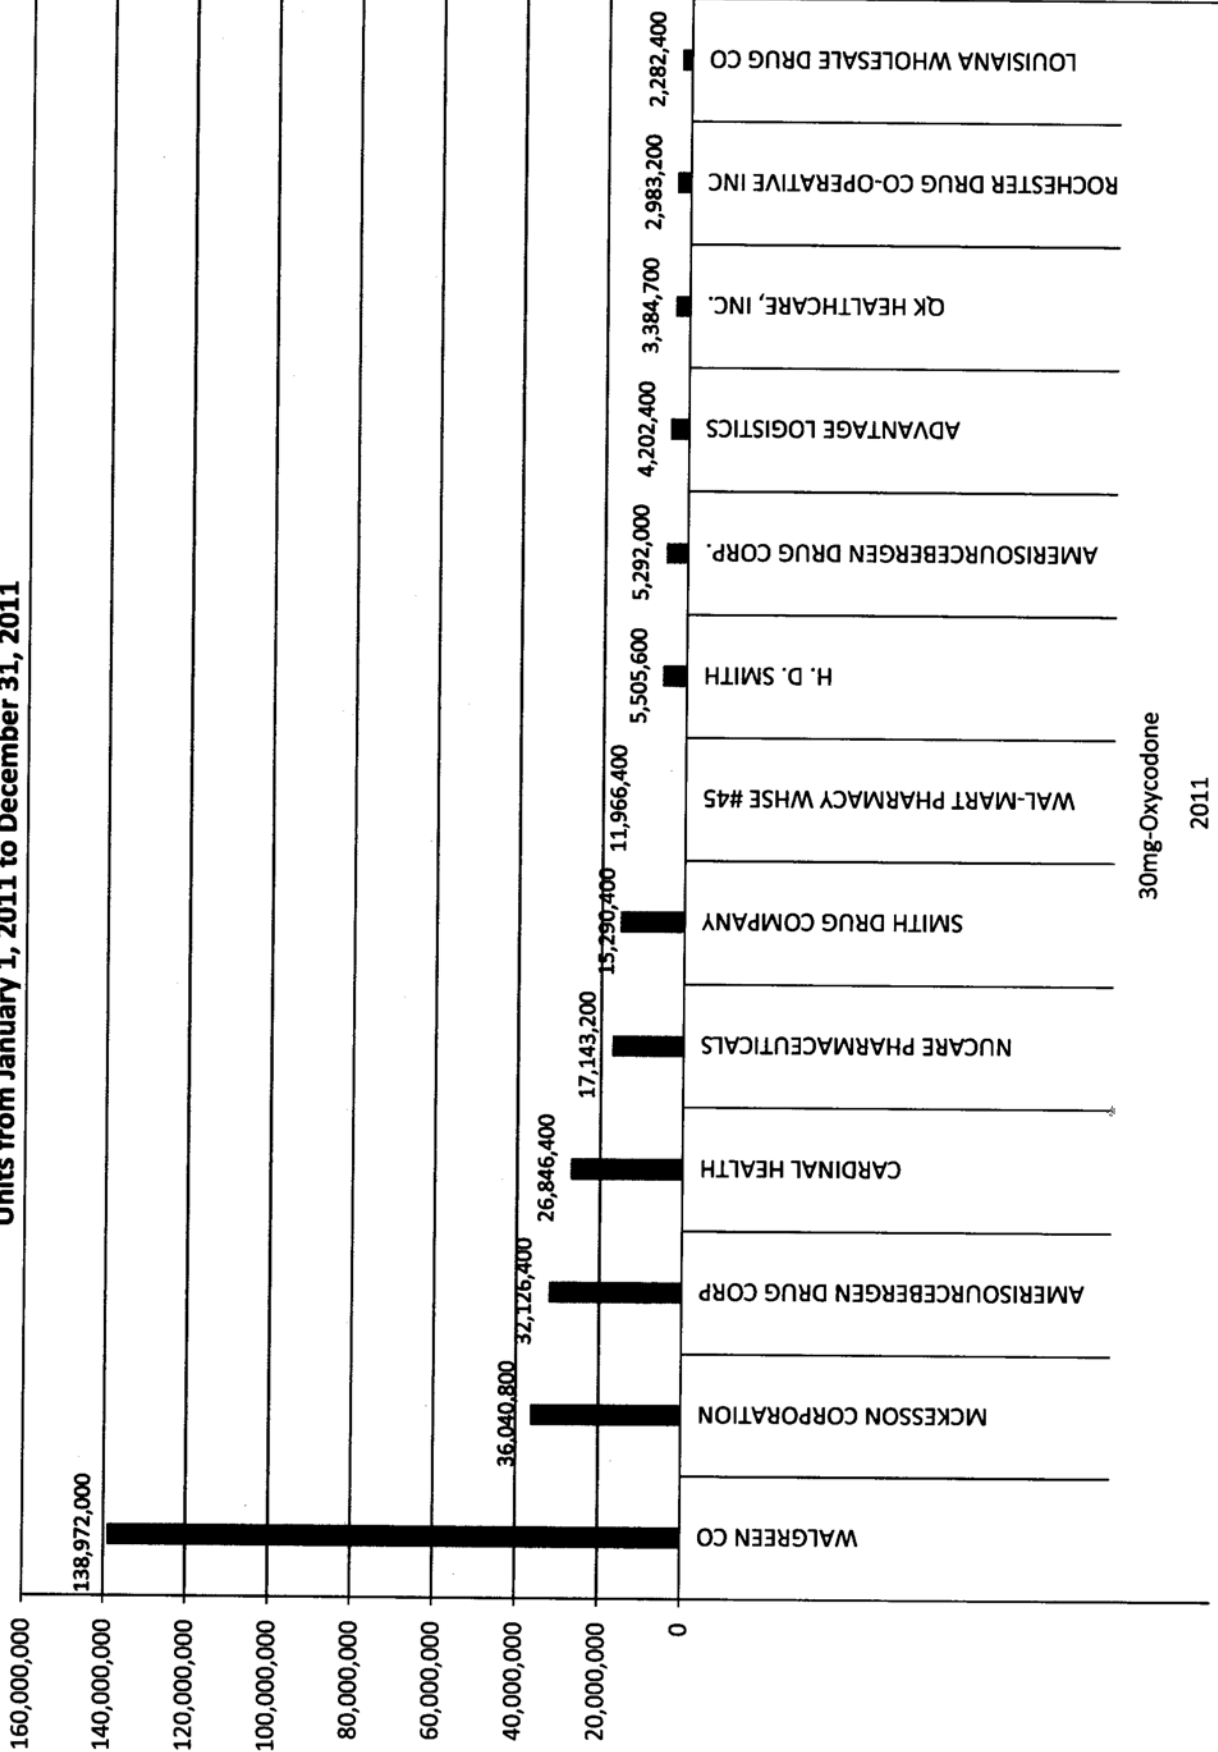 Units from January 1, 2011 to December 31, 2011
160,000,000
140,000,000
120,000,000
100,000,000
80,000,000
60,000,000
40,000,000
20,000,000
0
138,972,000
36,040,800
32,126,400
26,846,400
17,143,200
15,290,400
11,966,400
5,505,600
5,292,000
4,202,400
3,384,700
2,983,200
2,282,400
WALGREEN CO
MCKESSON CORPORATION
AMERISOURCEBERGEN DRUG CORP
CARDINAL HEALTH
NUCARE PHARMACEUTICALS
SMITH DRUG COMPANY
WAL-MART PHARMACY WHSE #45
H. D. SMITH
AMERISOURCEBERGEN DRUG CORP.
ADVANTAGE LOGISTICS
QK HEALTHCARE, INC.
ROCHESTER DRUG CO-OPERATIVE INC
LOUISIANA WHOLESALE DRUG CO
30mg-Oxycodone
2011